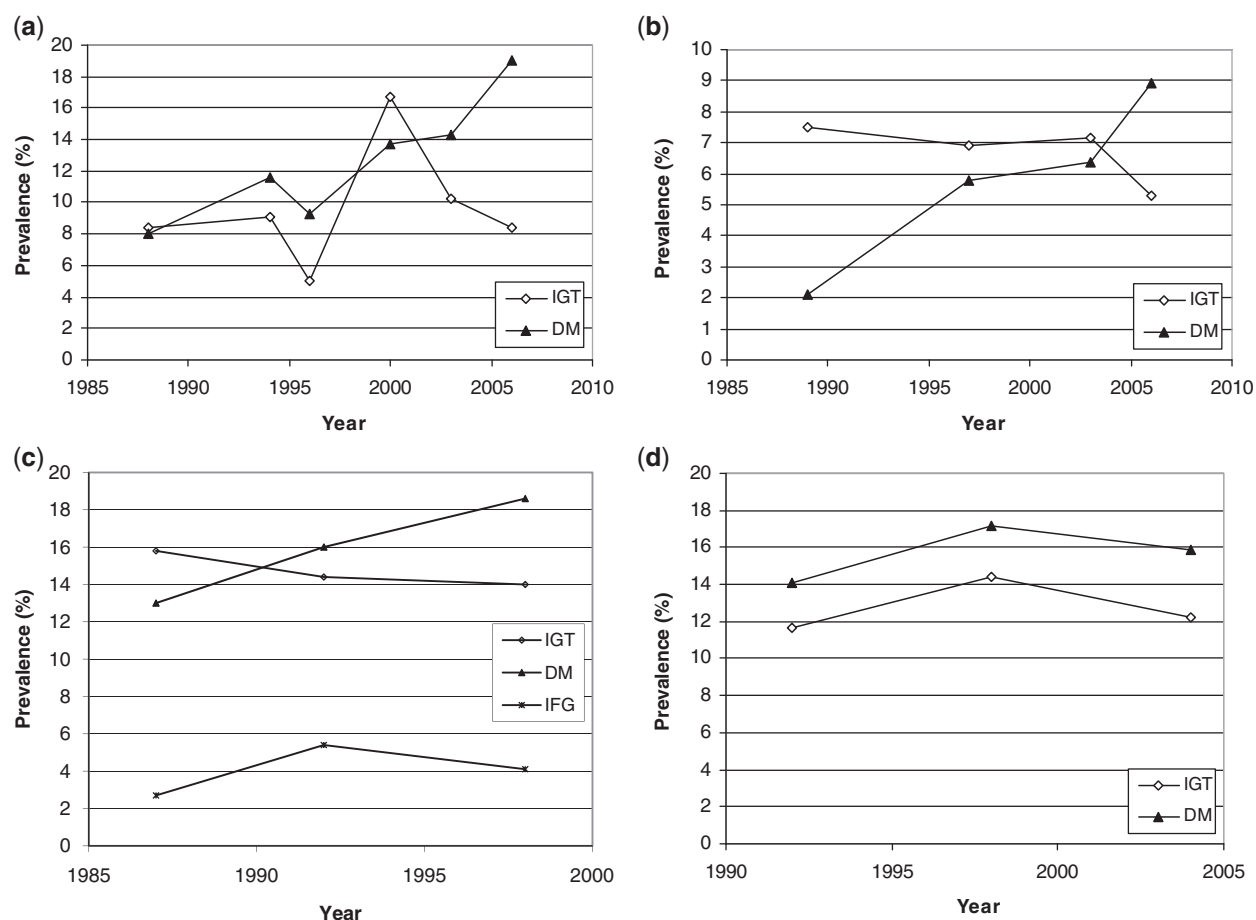 (a)
Prevalence (%)
20
18
16
14
12
10
8
6
4
2
0
IGT
DM
1985 1990 1995 2000 2005 2010
Year
(b)
Prevalence (%)
10
9
8
7
6
5
4
3
2
1
0
IGT
DM
1985 1990 1995 2000 2005 2010
Year
(c)
Prevalence (%)
20
18
16
14
12
10
8
6
4
2
0
IGT
DM
IFG
1985 1990 1995 2000
Year
(d)
Prevalence (%)
20
18
16
14
12
10
8
6
4
2
0
IGT
DM
1990 1995 2000 2005
Year